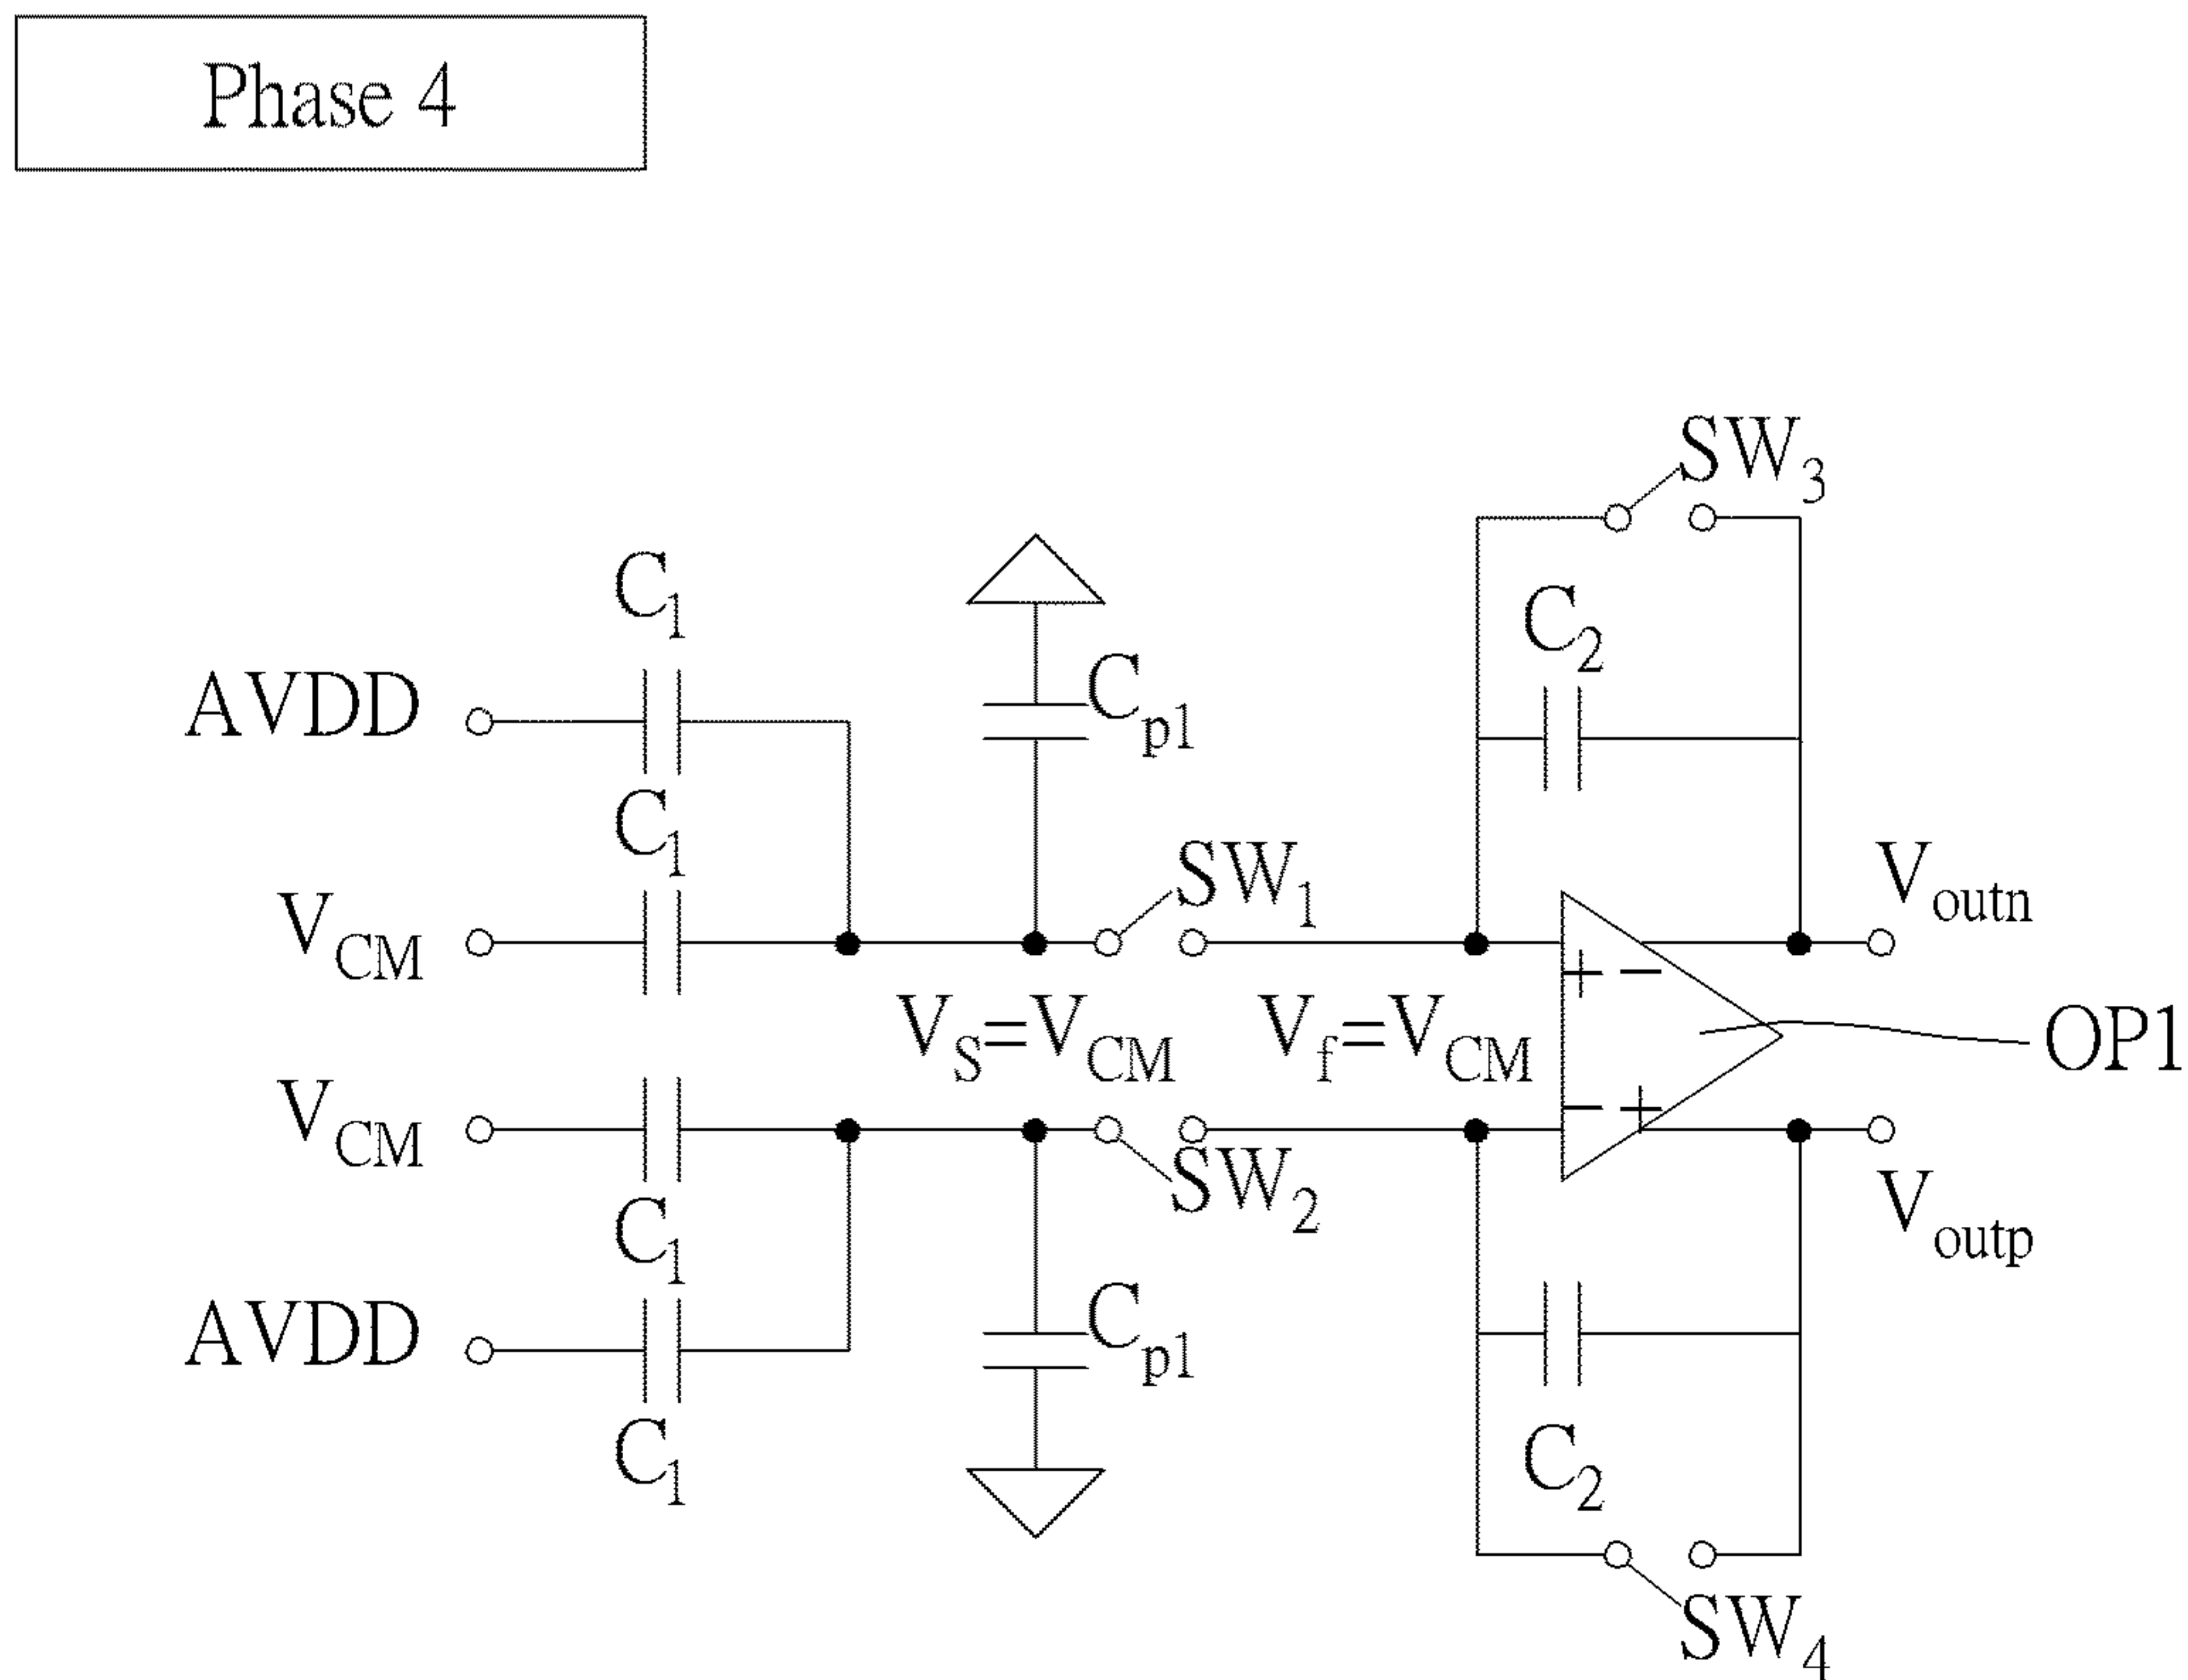 Phase 4
SW3
C1
C2
AVDD
Cp1
C1
SW1
Voutn
VCM
VS=VCM
Vf=VCM
+ −
OP1
VCM
− +
SW2
Voutp
C1
Cp1
AVDD
C1
C2
SW4